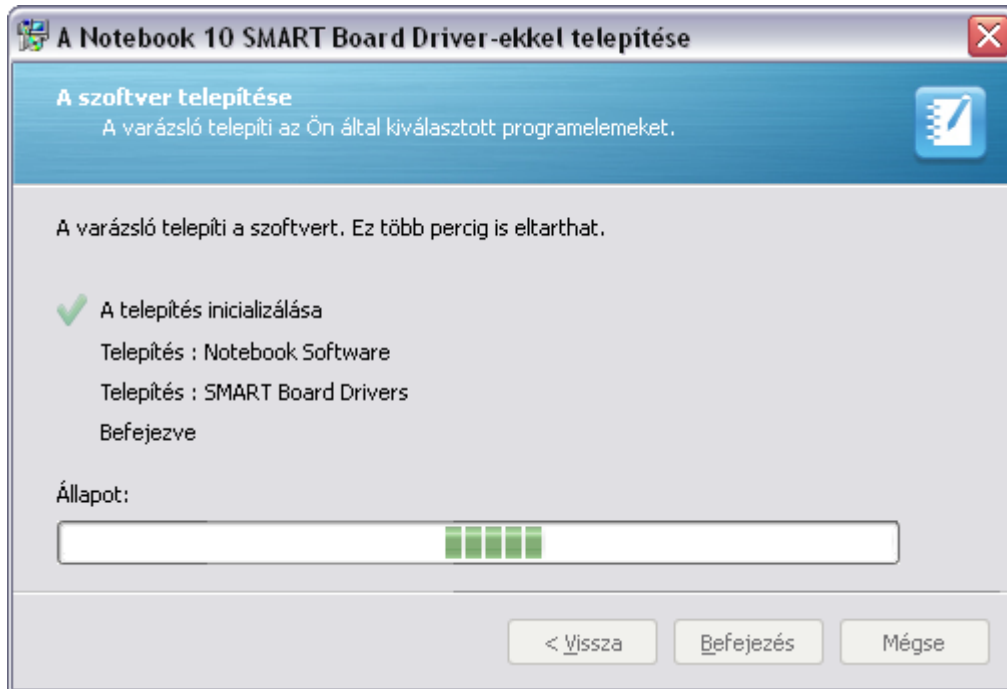 A Notebook 10 SMART Board Driver-ekkel telepítése
A szoftver telepítése
A varázsló telepíti az Ön által kiválasztott programelemeket.
A varázsló telepíti a szoftvert. Ez több percig is eltarthat.
A telepítés inicializálása
Telepítés : Notebook Software
Telepítés : SMART Board Drivers
Befejezve
Állapot:
< Vissza
Befejezés
Mégse